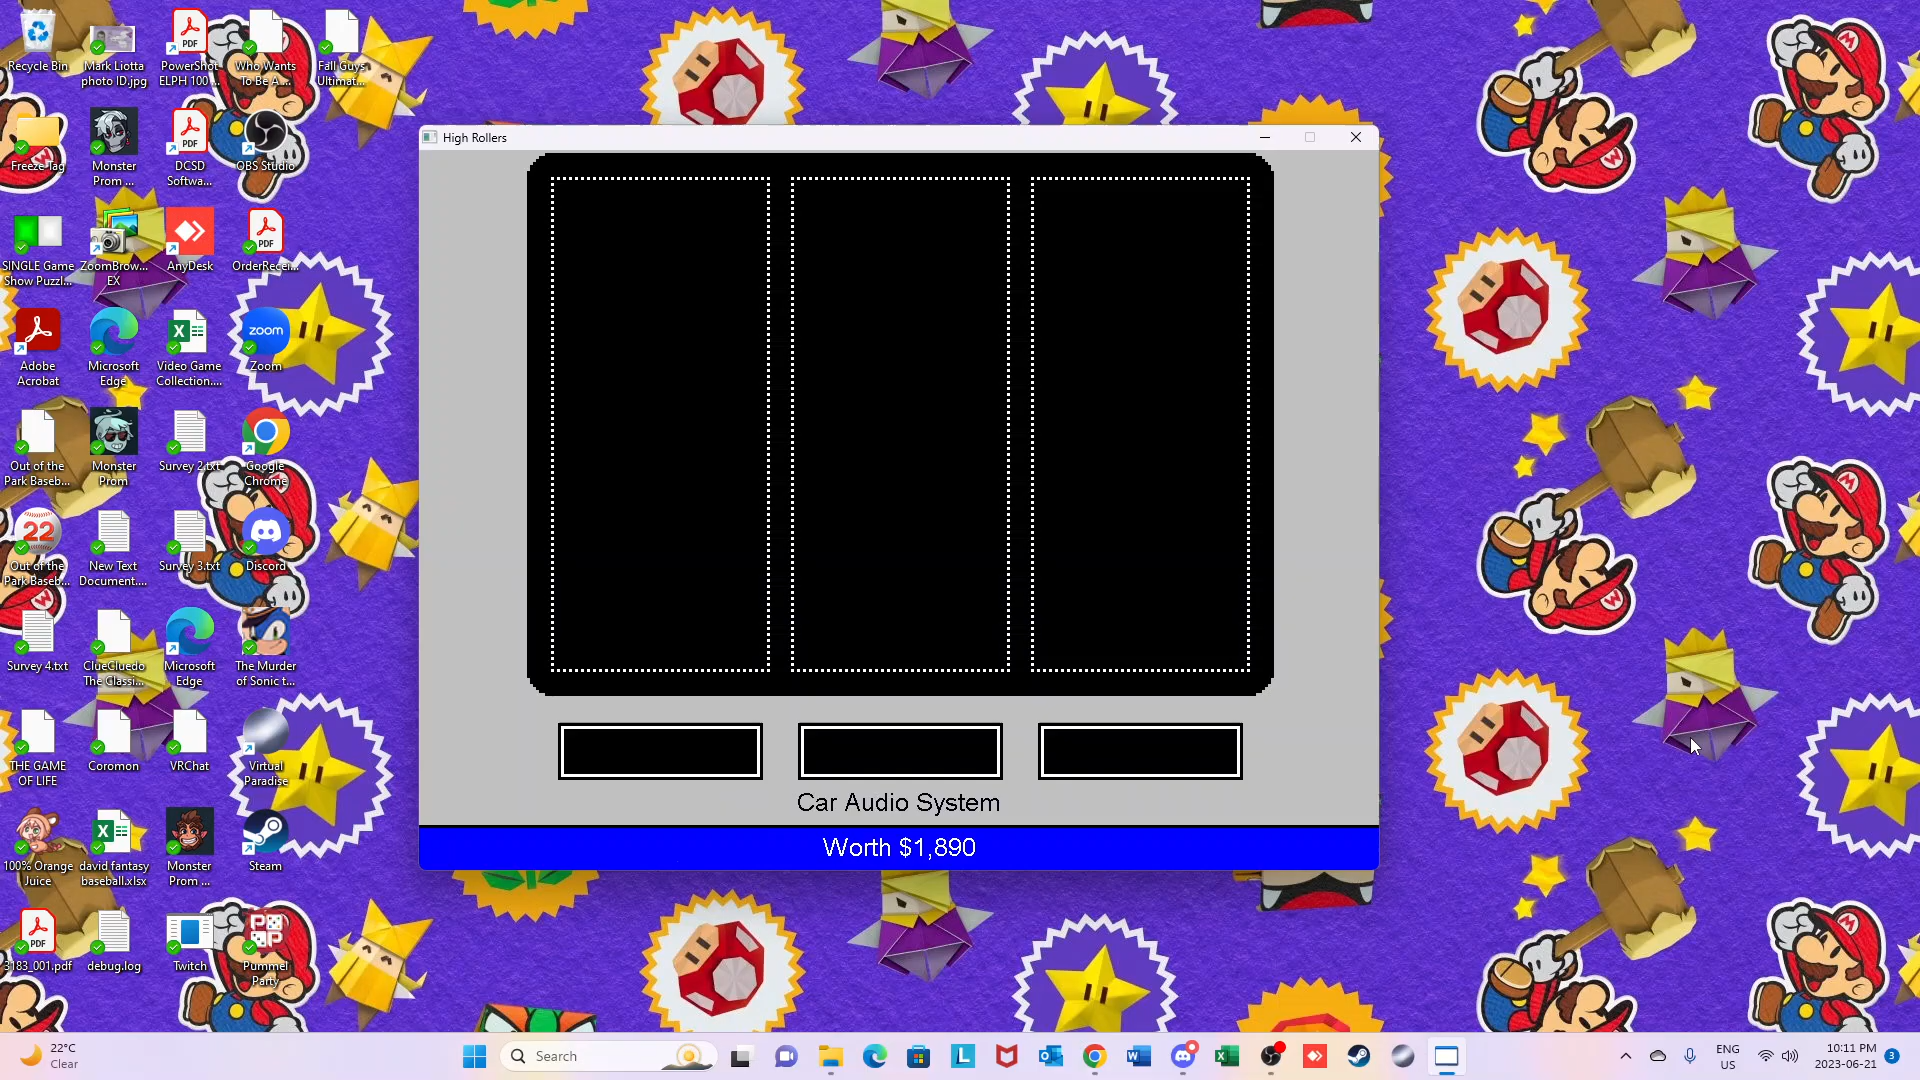 Recycle Bin
Mark Liotta
photo ID.jpg
PowerShot
ELPH 100 ...
Who Wants
To Be A ...
Fall Guys
Ultimat...
Freeze Tag
Monster
Prom ...
DCSD
Softwa...
OBS Studio
SINGLE Game
Show Puzzl...
ZoomBrow...
EX
AnyDesk
OrderRecei...
Adobe
Acrobat
Microsoft
Edge
Video Game
Collection....
Zoom
Out of the
Park Baseb...
Monster
Prom
Survey 2.txt
Google
Chrome
22
Out of the
Park Baseb...
New Text
Document....
Survey 3.txt
Discord
Survey 4.txt
ClueCluedo
The Classi...
Microsoft
Edge
The Murder
of Sonic t...
THE GAME
OF LIFE
Coromon
VRChat
Virtual
Paradise
100% Orange
Juice
david fantasy
baseball.xlsx
Monster
Prom ...
Steam
3183_001.pdf
debug.log
Twitch
Pummel
Party
High Rollers
Car Audio System
Worth $1,890
22°C
Clear
Search
ENG
US
10:11 PM
2023-06-21
3